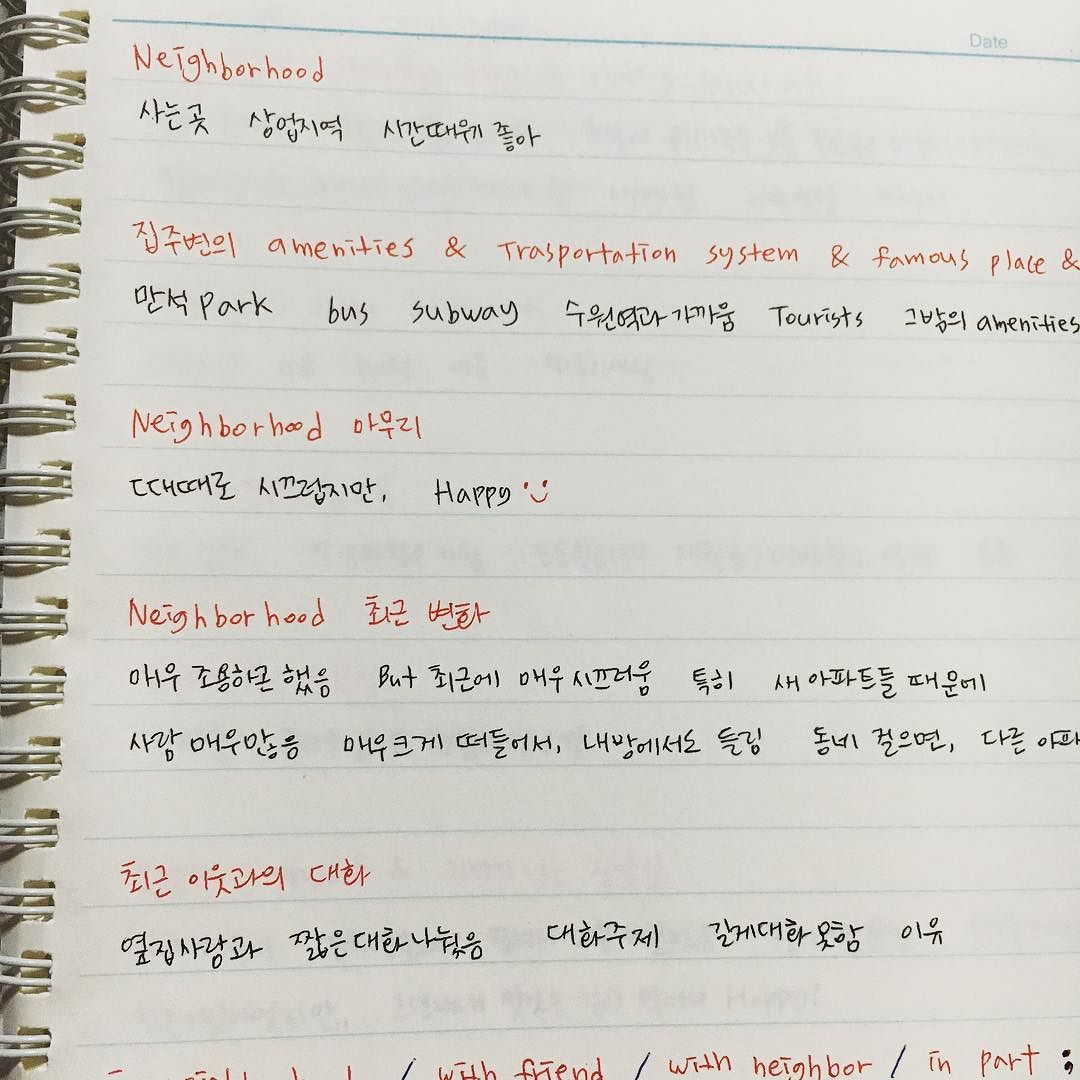 Date
Neighborhood
사는곳 상업지역 시간때우기 좋아
집주변의 amenities & Trasportation system & famous place &
만석 park bus subway 수원역과 가까움 Tourists 그밖의 amenities
Neighborhood 마무리
때때로 시끄럽지만, Happy
Neighborhood 최근 변화
매우 조용하곤 했음 But 최근에 매우 시끄러움 특히 새 아파트들 때문에
사람 매우많음 매우크게 떠들어서, 내방에서도 들림 동네 걸으면, 다른 아파
최근 이웃과의 대화
옆집사람과 짧은대화나눴음 대화주제 길게대화 못함 이유
/ with friend / with neighbor / in part ;